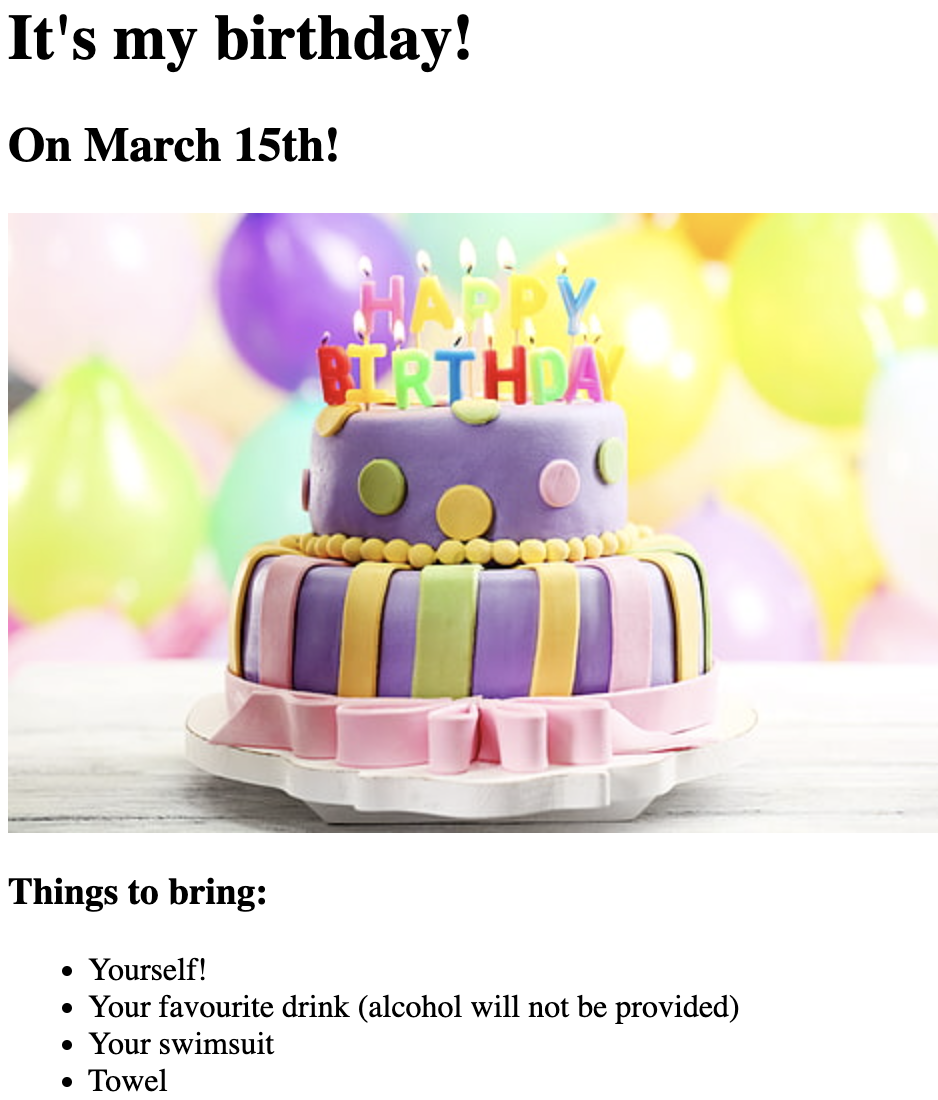 It's my birthday!
On March 15th!
HAPPY
BIRTHDAY
Things to bring:
Yourself!
Your favourite drink (alcohol will not be provided)
Your swimsuit
Towel